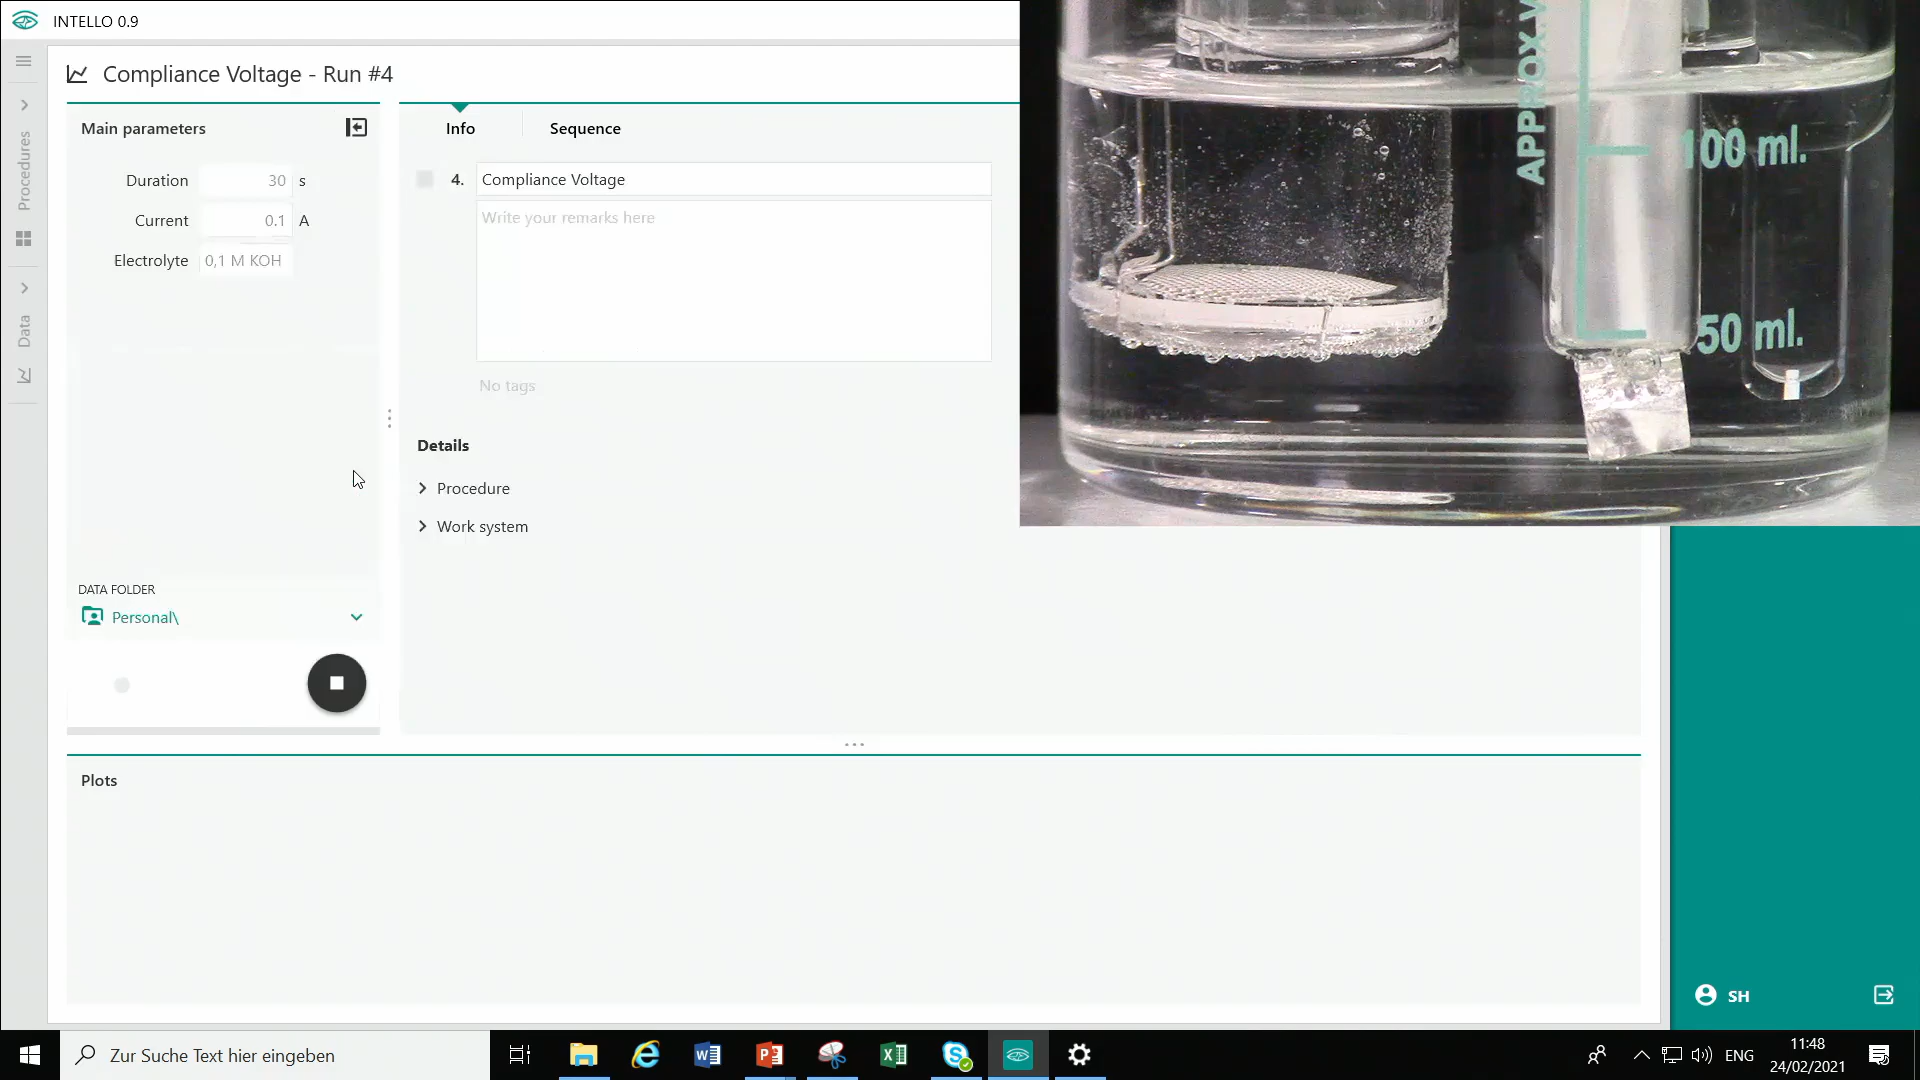 INTELLO 0.9
Compliance Voltage - Run #4
Main parameters
Duration 30 s
Current 0.1 A
Electrolyte 0,1 M KOH
DATA FOLDER
Personal\
Procedures
Data
Info
Sequence
4. Compliance Voltage
Write your remarks here
No tags
Details
Procedure
Work system
Plots
APPROX
100 ml.
50 ml.
SH
Zur Suche Text hier eingeben
ENG
11:48
24/02/2021